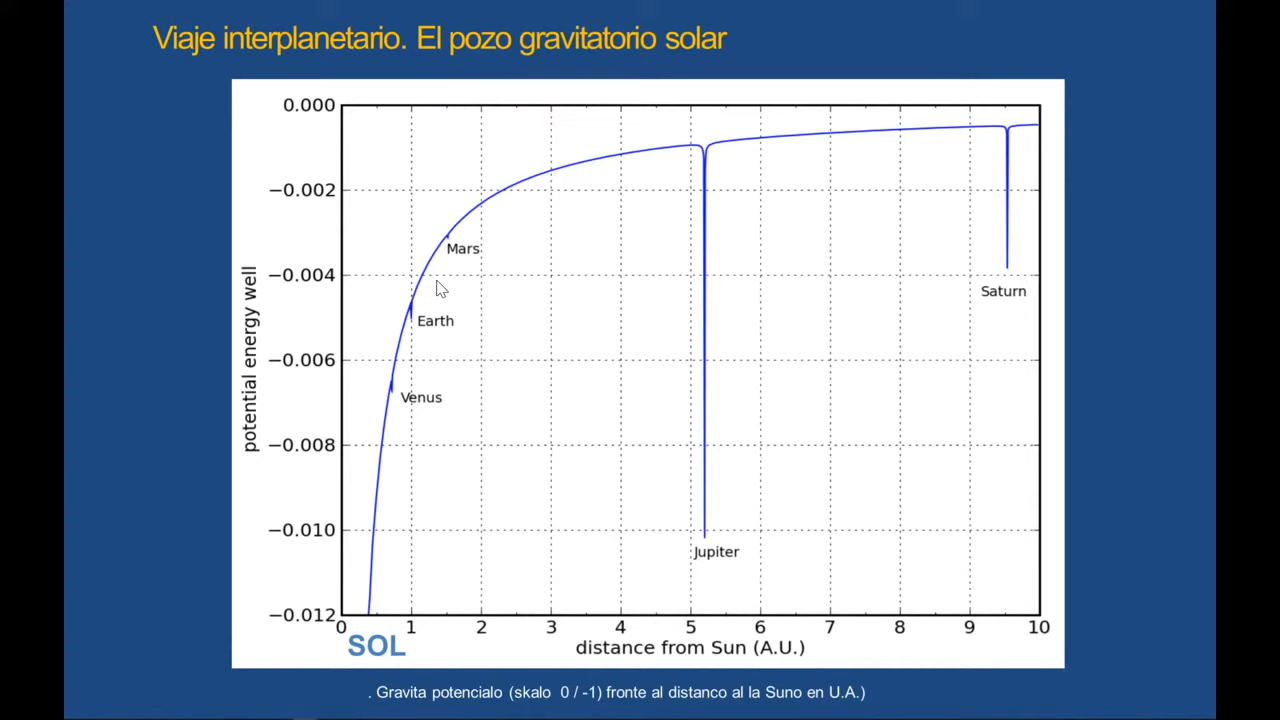 Viaje interplanetario. El pozo gravitatorio solar
0.000
−0.002
−0.004
−0.006
−0.008
−0.010
−0.012
potential energy well
Mars
Earth
Venus
Saturn
Jupiter
0 1 2 3 4 5 6 7 8 9 10
SOL
distance from Sun (A.U.)
. Gravita potencialo (skalo 0 / -1) fronte al distanco al la Suno en U.A.)